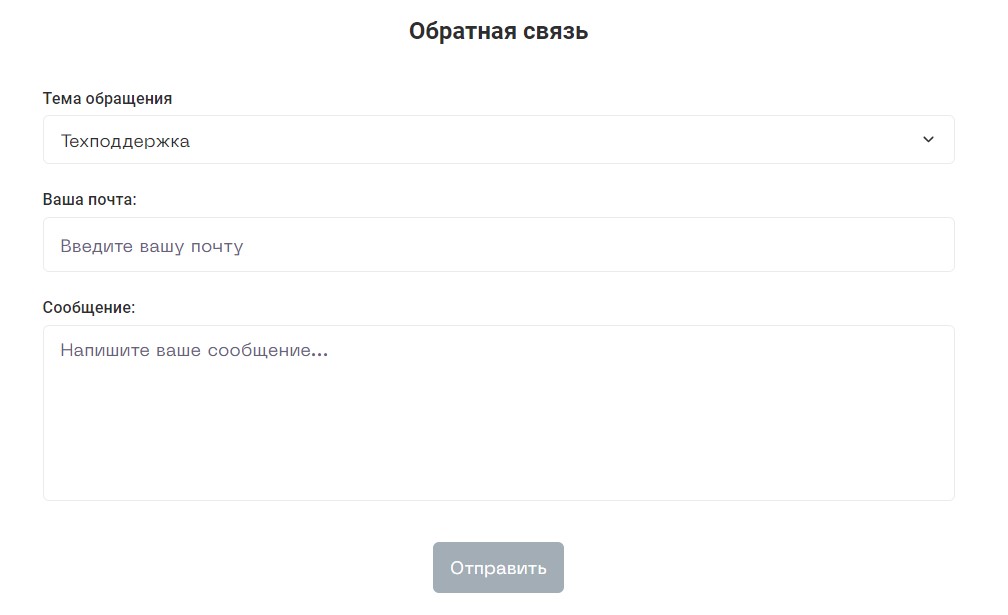 Обратная связь
Тема обращения
Техподдержка
Ваша почта:
Введите вашу почту
Сообщение:
Напишите ваше сообщение...
Отправить